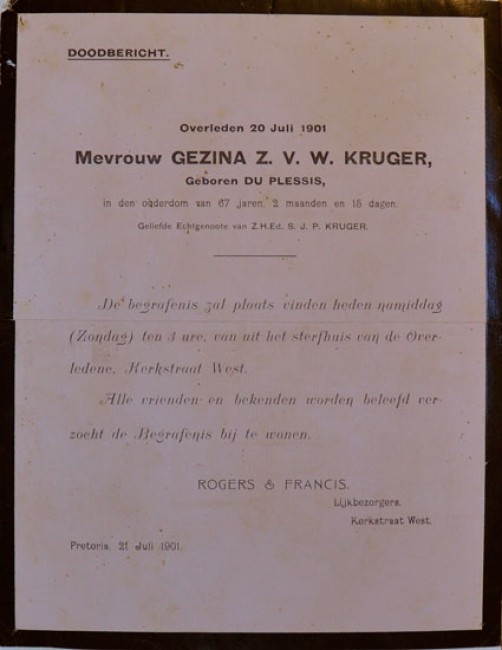 DOODBERICHT.
Overleden 20 Juli 1901
Mevrouw GEZINA Z. V. W. KRUGER,
Geboren DU PLESSIS,
in den ouderdom van 67 jaren, 2 maanden en 15 dagen.
Geliefde Echtgenoote van Z.H.Ed. S. J. P. KRUGER.
De begrafenis zal plaats vinden heden namiddag
(Zondag) ten 3 ure, van uit het sterfhuis van de Over-
ledene, Kerkstraat West.
Alle vrienden en bekenden worden beleefd ver-
zocht de Begrafenis bij te wonen.
ROGERS & FRANCIS.
Lijkbezorgers,
Kerkstraat West.
Pretoria, 21 Juli 1901.